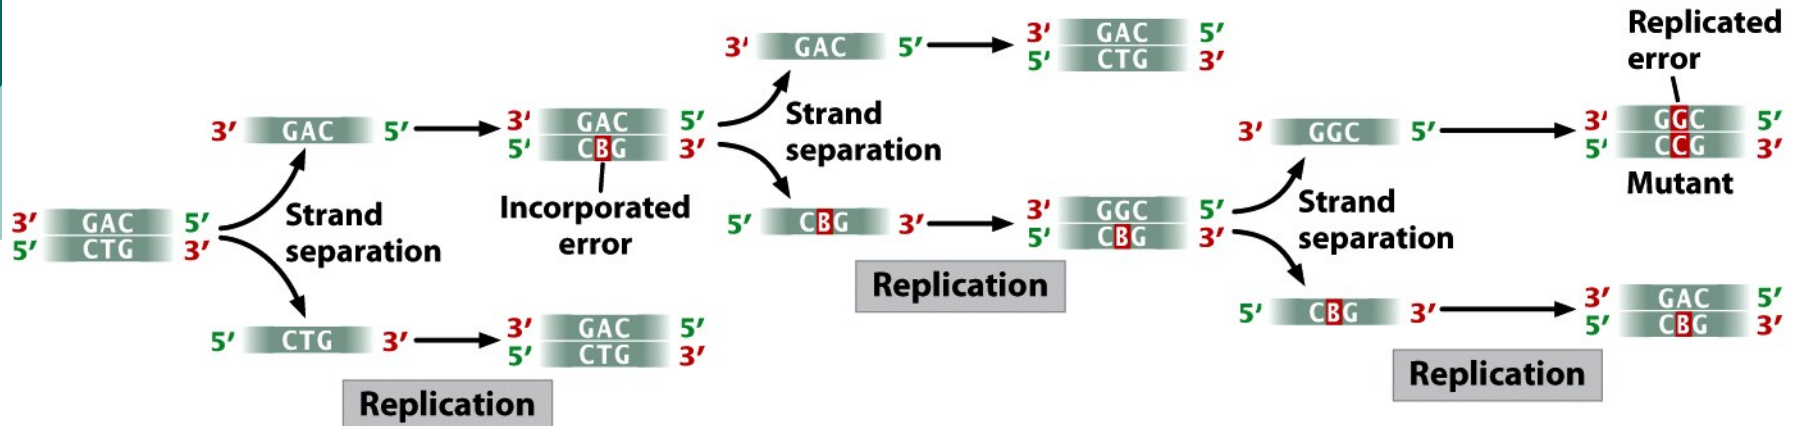 3' GAC 5'
5' CTG 3'
Strand
separation
3' GAC 5'
5' CTG 3'
3' GAC 5'
5' CBG 3'
Incorporated
error
3' GAC 5'
5' CTG 3'
Replication
Strand
separation
3' GAC 5'
5' CBG 3'
3' GAC 5'
5' CTG 3'
3' GGC 5'
5' CBG 3'
Replication
Strand
separation
3' GGC 5'
5' CBG 3'
Replicated
error
3' GGC 5'
5' CCG 3'
Mutant
3' GAC 5'
5' CBG 3'
Replication